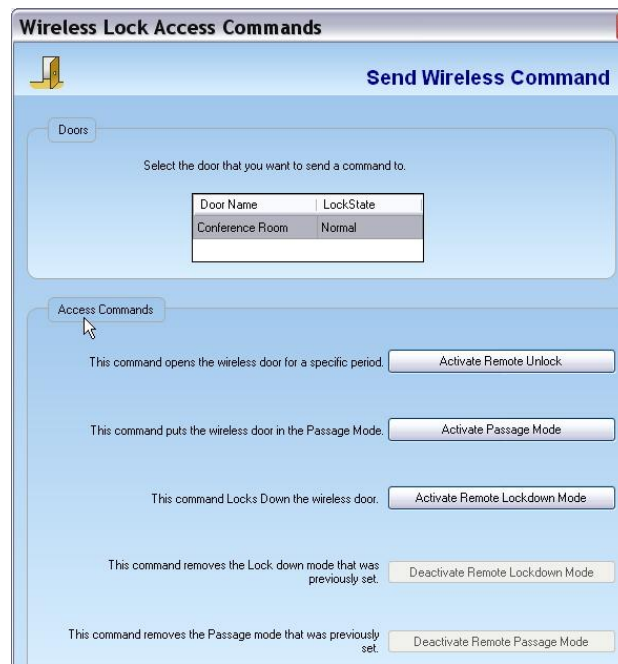 Wireless Lock Access Commands
Send Wireless Command
Doors
Select the door that you want to send a command to.
Door Name LockState
Conference Room Normal
Access Commands
This command opens the wireless door for a specific period. Activate Remote Unlock
This command puts the wireless door in the Passage Mode. Activate Passage Mode
This command Locks Down the wireless door. Activate Remote Lockdown Mode
This command removes the Lock down mode that was
previously set. Deactivate Remote Lockdown Mode
This command removes the Passage mode that was previously
set. Deactivate Remote Passage Mode